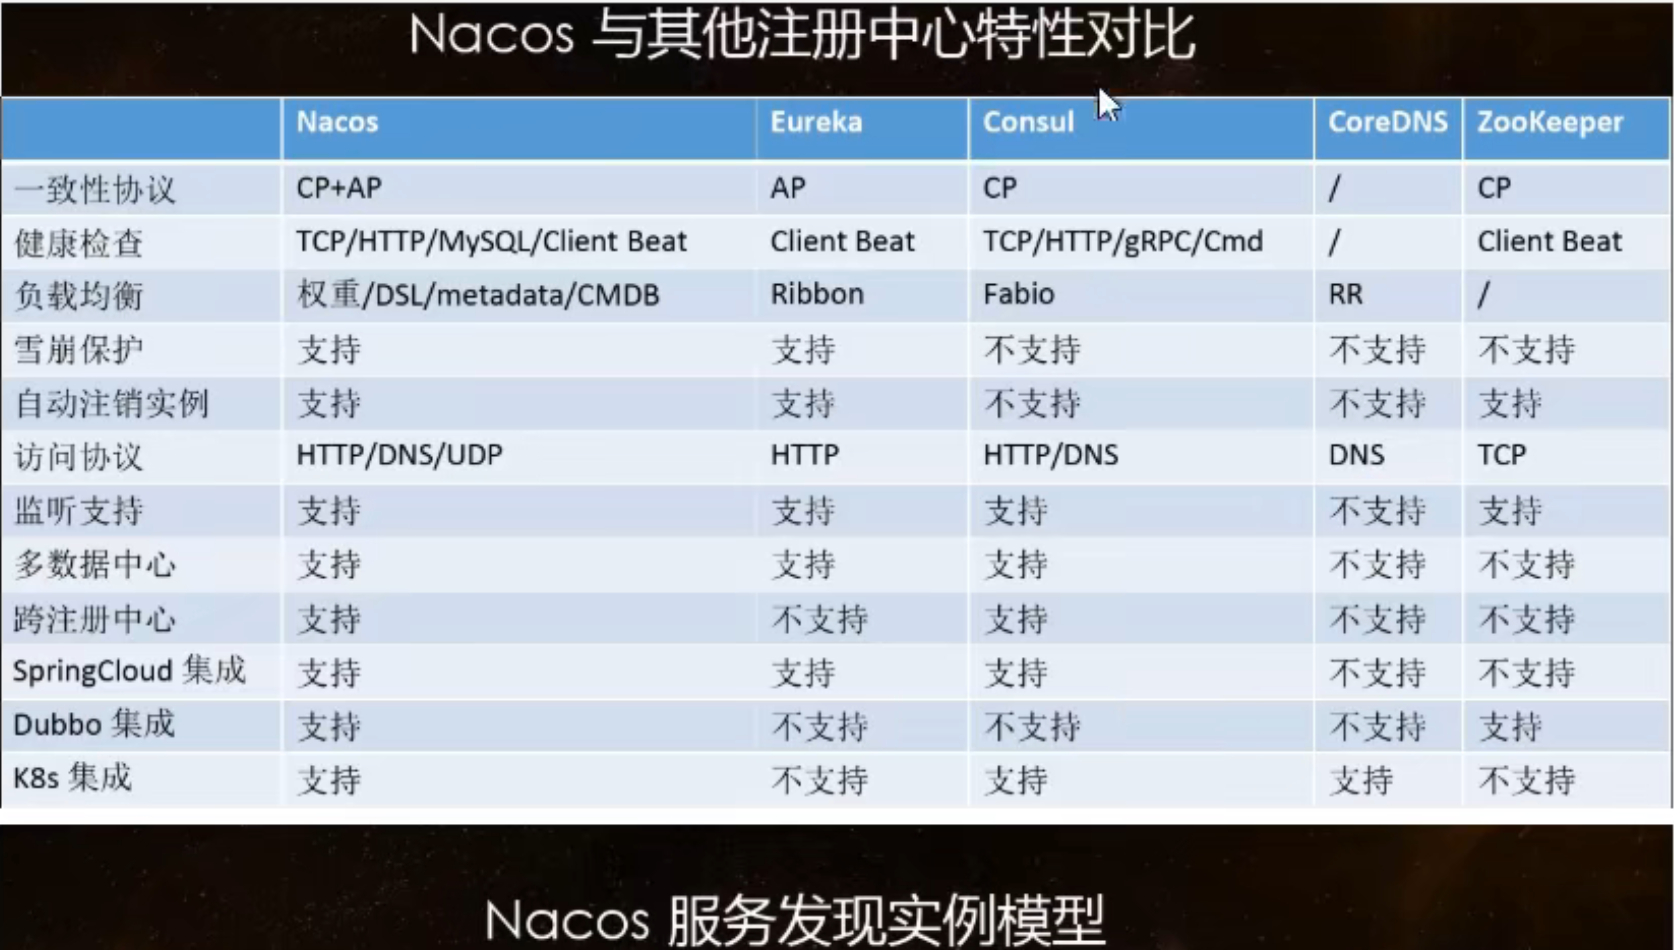 Nacos 与其他注册中心特性对比
Nacos Eureka Consul CoreDNS ZooKeeper
一致性协议 CP+AP AP CP / CP
健康检查 TCP/HTTP/MySQL/Client Beat Client Beat TCP/HTTP/gRPC/Cmd / Client Beat
负载均衡 权重/DSL/metadata/CMDB Ribbon Fabio RR /
雪崩保护 支持 支持 不支持 不支持 不支持
自动注销实例 支持 支持 不支持 不支持 支持
访问协议 HTTP/DNS/UDP HTTP HTTP/DNS DNS TCP
监听支持 支持 支持 支持 不支持 支持
多数据中心 支持 支持 支持 不支持 不支持
跨注册中心 支持 不支持 支持 不支持 不支持
SpringCloud 集成 支持 支持 支持 不支持 不支持
Dubbo 集成 支持 不支持 不支持 不支持 支持
K8s 集成 支持 不支持 支持 支持 不支持
Nacos 服务发现实例模型